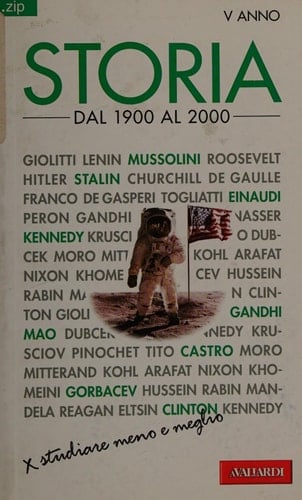 .zip
V ANNO
STORIA
DAL 1900 AL 2000
GIOLITTI LENIN MUSSOLINI ROOSEVELT
HITLER STALIN CHURCHILL DE GAULLE
FRANCO DE GASPERI TOGLIATTI EINAUDI
PERON GANDHI NASSER
KENNEDY KRUSCI O DUB-
CEK MORO MITT KOHL ARAFAT
NIXON KHOME CEV HUSSEIN
RABIN MA N CLIN-
TON GIOLI GANDHI
MAO DUBCE NNEDY KRU-
SCIOV PINOCHET TITO CASTRO MORO
MITTERAND KOHL ARAFAT NIXON KHO-
MEINI GORBACEV HUSSEIN RABIN MAN-
DELA REAGAN ELTSIN CLINTON KENNEDY
x studiare meno e meglio
AVALLARDI